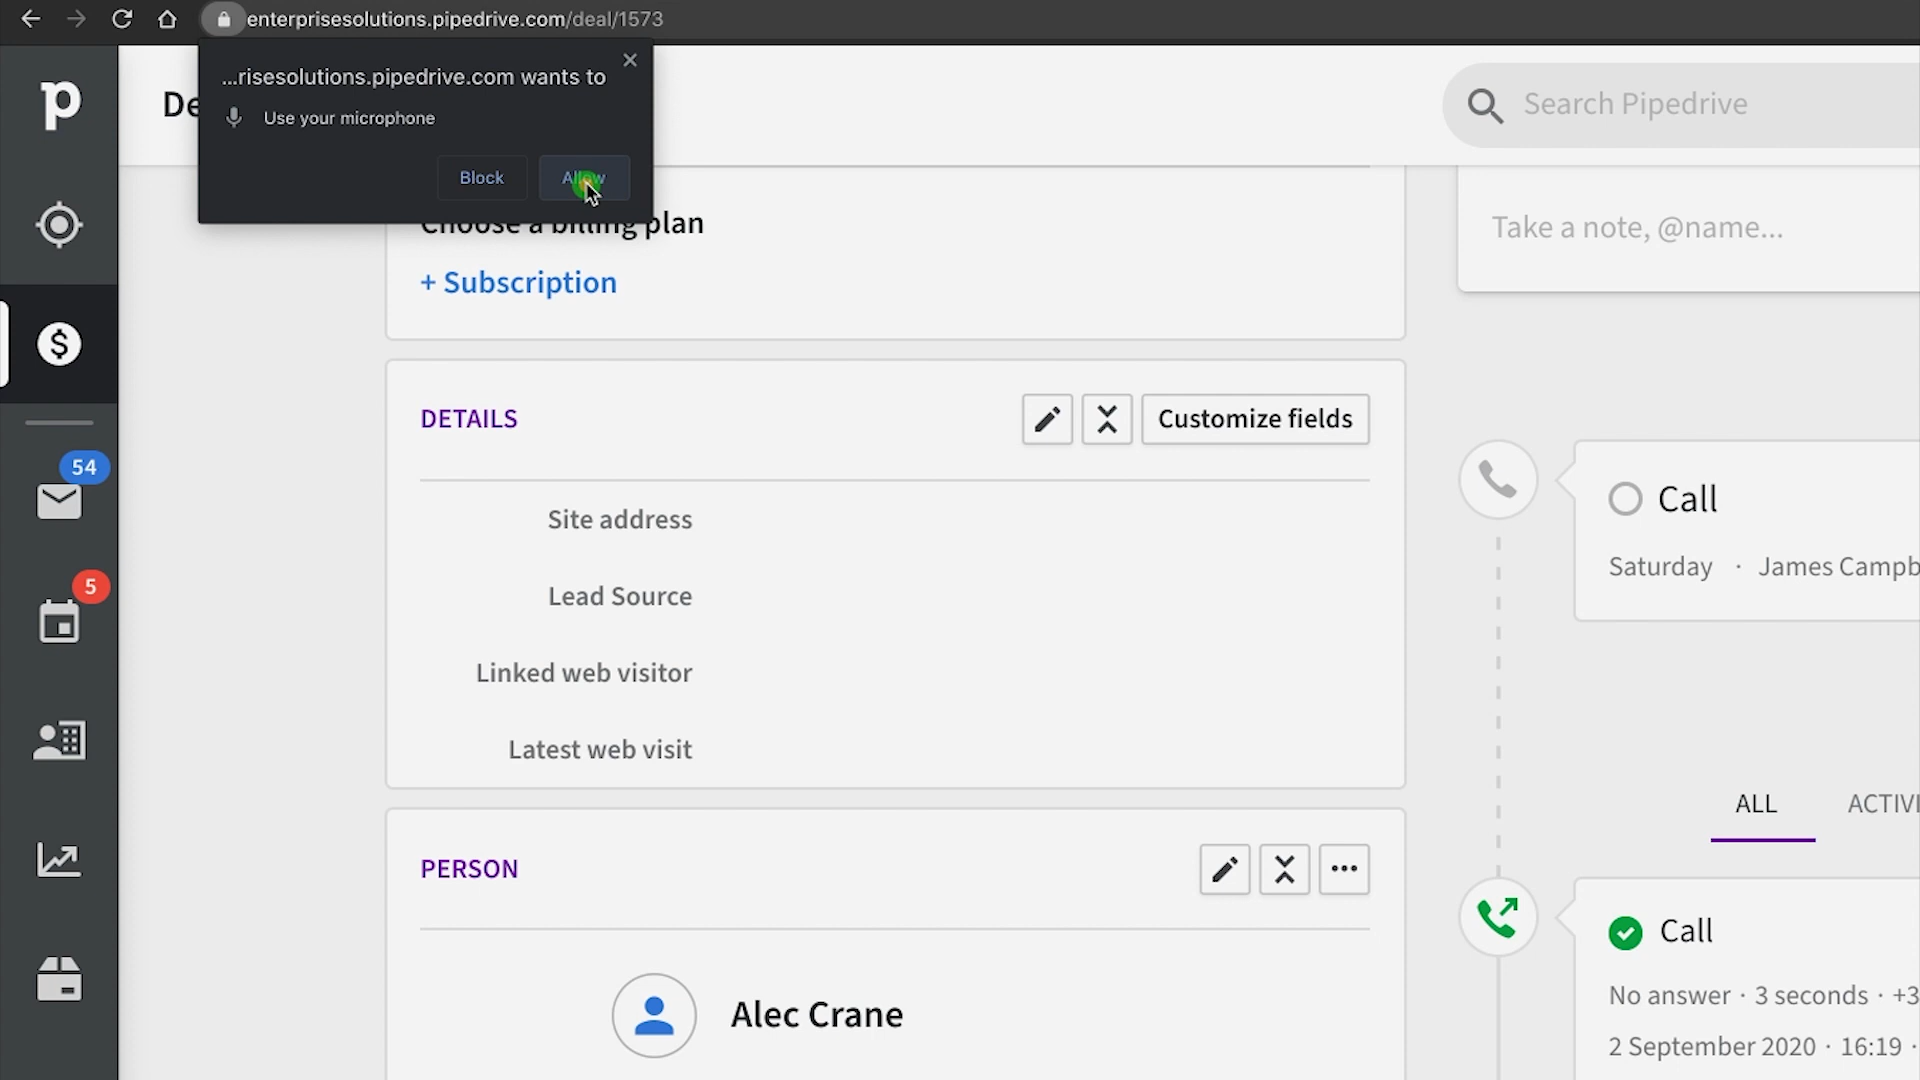 enterprisesolutions.pipedrive.com/deal/1573
...risesolutions.pipedrive.com wants to
Use your microphone
Block
Allow
De
Search Pipedrive
Choose a billing plan
+ Subscription
Take a note, @name...
DETAILS
Customize fields
Site address
Lead Source
Linked web visitor
Latest web visit
54
5
Call
Saturday · James Campb
ALL
ACTIVI
PERSON
Alec Crane
Call
No answer · 3 seconds · +3
2 September 2020 · 16:19 ·